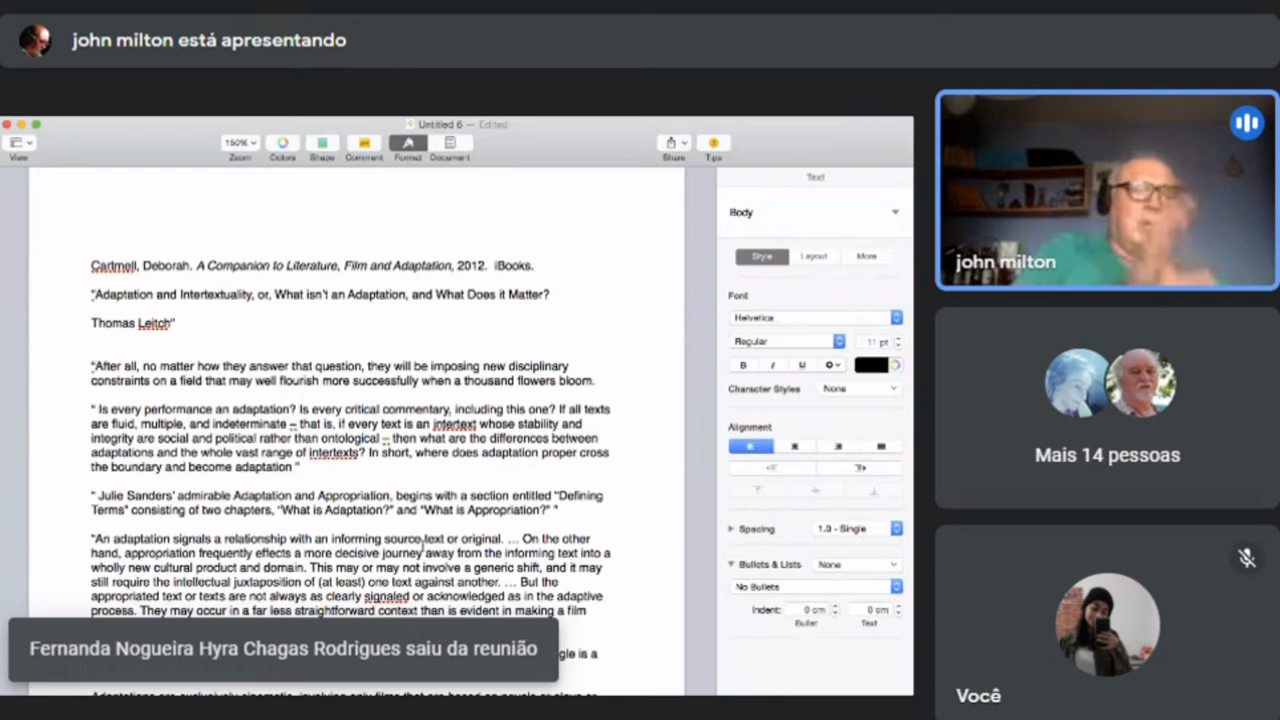 john milton está apresentando
Untitled 6 — Edited
View
150%
Zoom
Colors
Shape
Comment
Format
Document
Share
Tips
Cartmell, Deborah. A Companion to Literature, Film and Adaptation, 2012. iBooks.
"Adaptation and Intertextuality, or, What isn't an Adaptation, and What Does it Matter?
Thomas Leitch"
"After all, no matter how they answer that question, they will be imposing new disciplinary
constraints on a field that may well flourish more successfully when a thousand flowers bloom.
" Is every performance an adaptation? Is every critical commentary, including this one? If all texts
are fluid, multiple, and indeterminate – that is, if every text is an intertext whose stability and
integrity are social and political rather than ontological – then what are the differences between
adaptations and the whole vast range of intertexts? In short, where does adaptation proper cross
the boundary and become adaptation "
" Julie Sanders' admirable Adaptation and Appropriation, begins with a section entitled "Defining
Terms" consisting of two chapters, "What is Adaptation?" and "What is Appropriation?" "
"An adaptation signals a relationship with an informing source text or original. … On the other
hand, appropriation frequently effects a more decisive journey away from the informing text into a
wholly new cultural product and domain. This may or may not involve a generic shift, and it may
still require the intellectual juxtaposition of (at least) one text against another. … But the
appropriated text or texts are not always as clearly signaled or acknowledged as in the adaptive
process. They may occur in a far less straightforward context than is evident in making a film
gle is a
Text
Body
Style
Layout
More
Font
Helvetica
Regular
11 pt
B I U
Character Styles
None
Alignment
Spacing
1.0 - Single
Bullets & Lists
None
No Bullets
Indent:
0 cm
0 cm
Bullet
Text
john milton
Mais 14 pessoas
Você
Fernanda Nogueira Hyra Chagas Rodrigues saiu da reunião